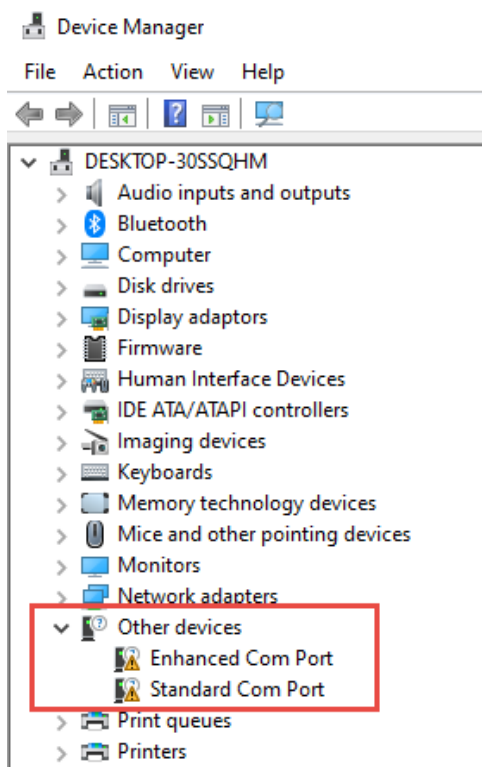 Device Manager
File Action View Help
DESKTOP-30SSQHM
Audio inputs and outputs
Bluetooth
Computer
Disk drives
Display adaptors
Firmware
Human Interface Devices
IDE ATA/ATAPI controllers
Imaging devices
Keyboards
Memory technology devices
Mice and other pointing devices
Monitors
Network adapters
Other devices
Enhanced Com Port
Standard Com Port
Print queues
Printers